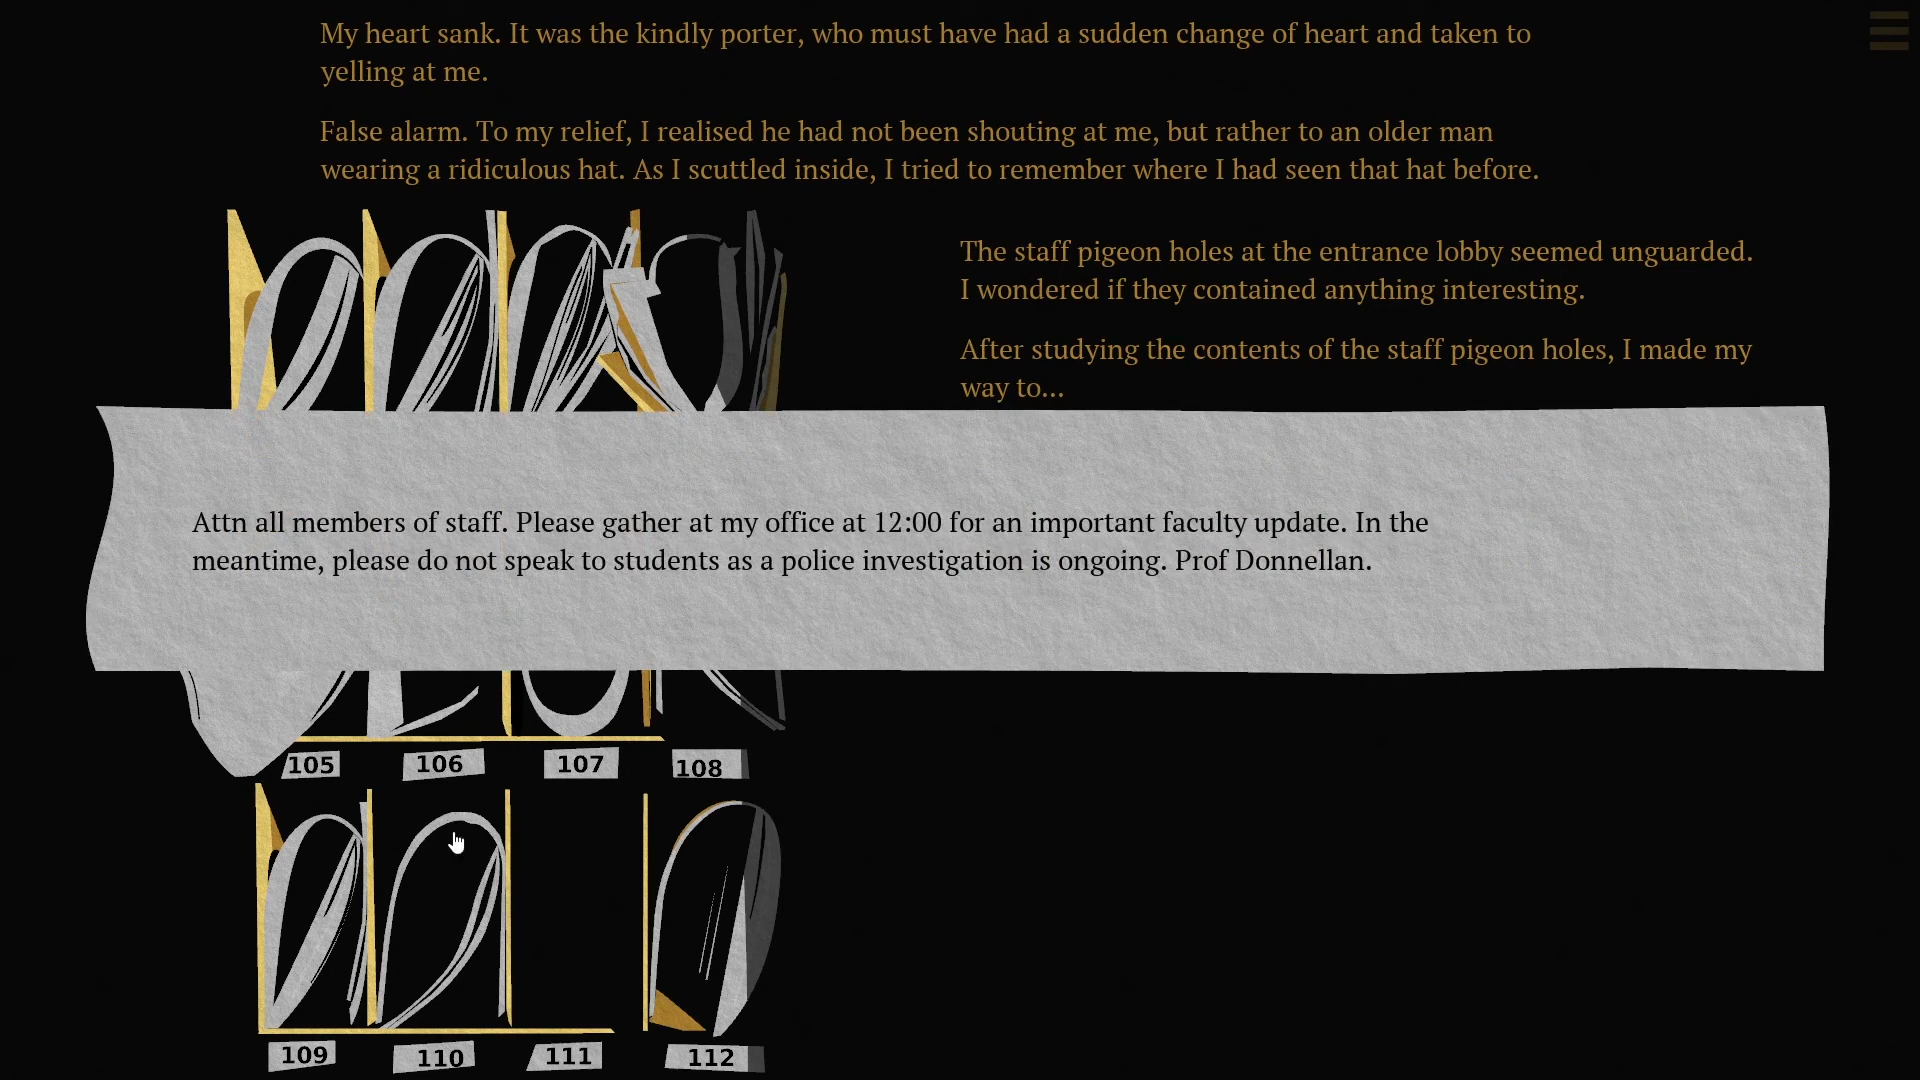 My heart sank. It was the kindly porter, who must have had a sudden change of heart and taken to
yelling at me.
False alarm. To my relief, I realised he had not been shouting at me, but rather to an older man
wearing a ridiculous hat. As I scuttled inside, I tried to remember where I had seen that hat before.
The staff pigeon holes at the entrance lobby seemed unguarded.
I wondered if they contained anything interesting.
After studying the contents of the staff pigeon holes, I made my
way to...
Attn all members of staff. Please gather at my office at 12:00 for an important faculty update. In the
meantime, please do not speak to students as a police investigation is ongoing. Prof Donnellan.
105 106 107 108
109 110 111 112